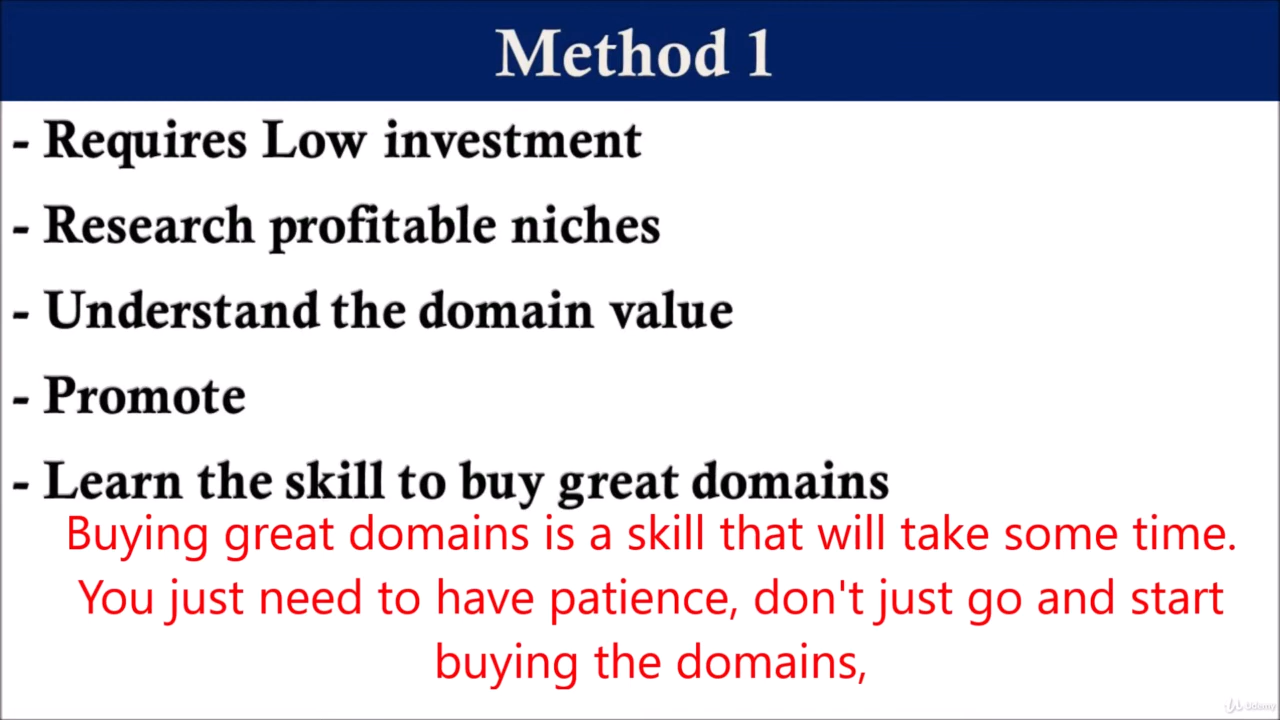 Method 1
- Requires Low investment
- Research profitable niches
- Understand the domain value
- Promote
- Learn the skill to buy great domains
Buying great domains is a skill that will take some time.
You just need to have patience, don't just go and start
buying the domains,
Udemy